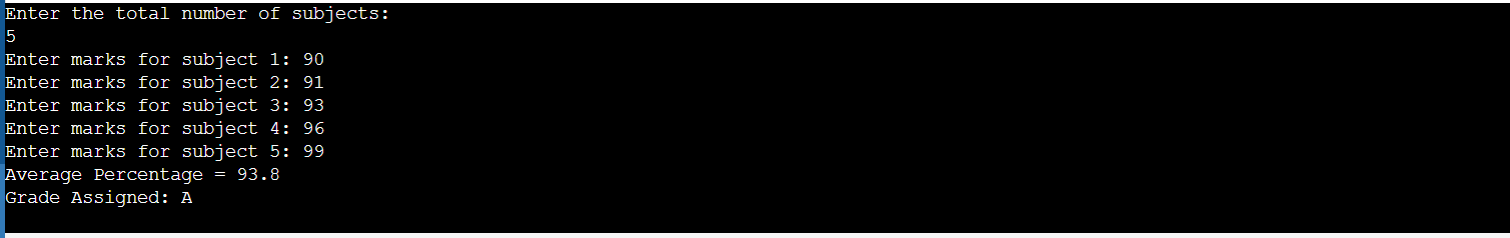 Enter the total number of subjects:
5
Enter marks for subject 1: 90
Enter marks for subject 2: 91
Enter marks for subject 3: 93
Enter marks for subject 4: 96
Enter marks for subject 5: 99
Average Percentage = 93.8
Grade Assigned: A